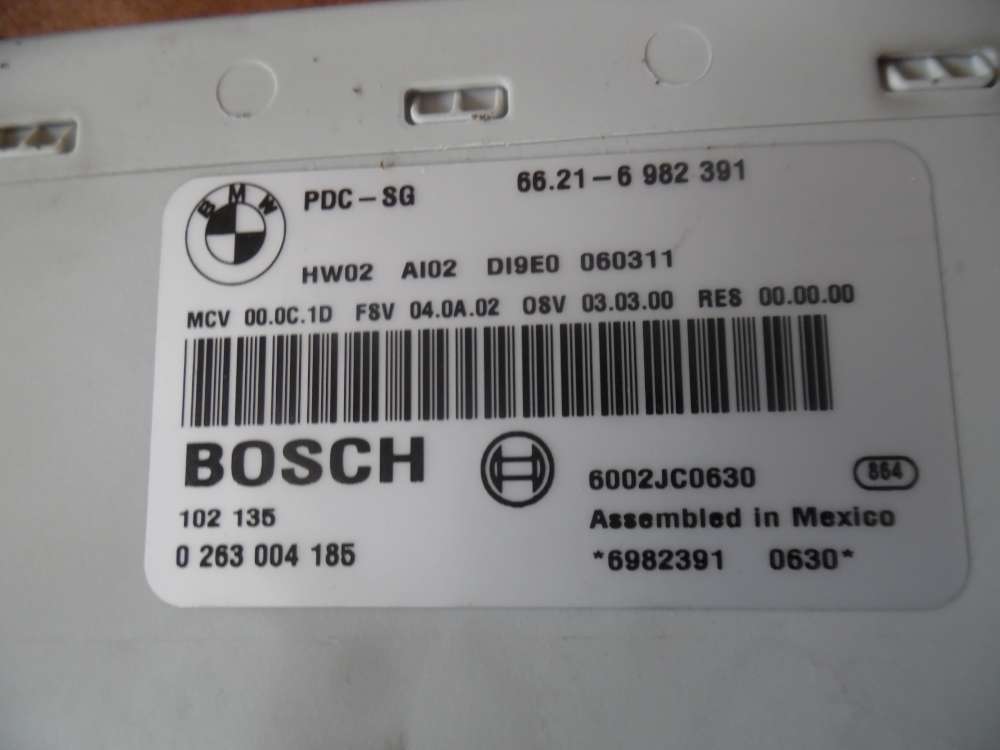 BMW
PDC-SG 66.21-6 982 391
HW02 AI02 DI9E0 060311
MCV 00.0C.1D FSV 04.0A.02 OSV 03.03.00 RES 00.00.00
BOSCH
6002JC0630 864
102 135 Assembled in Mexico
0 263 004 185 *6982391 0630*